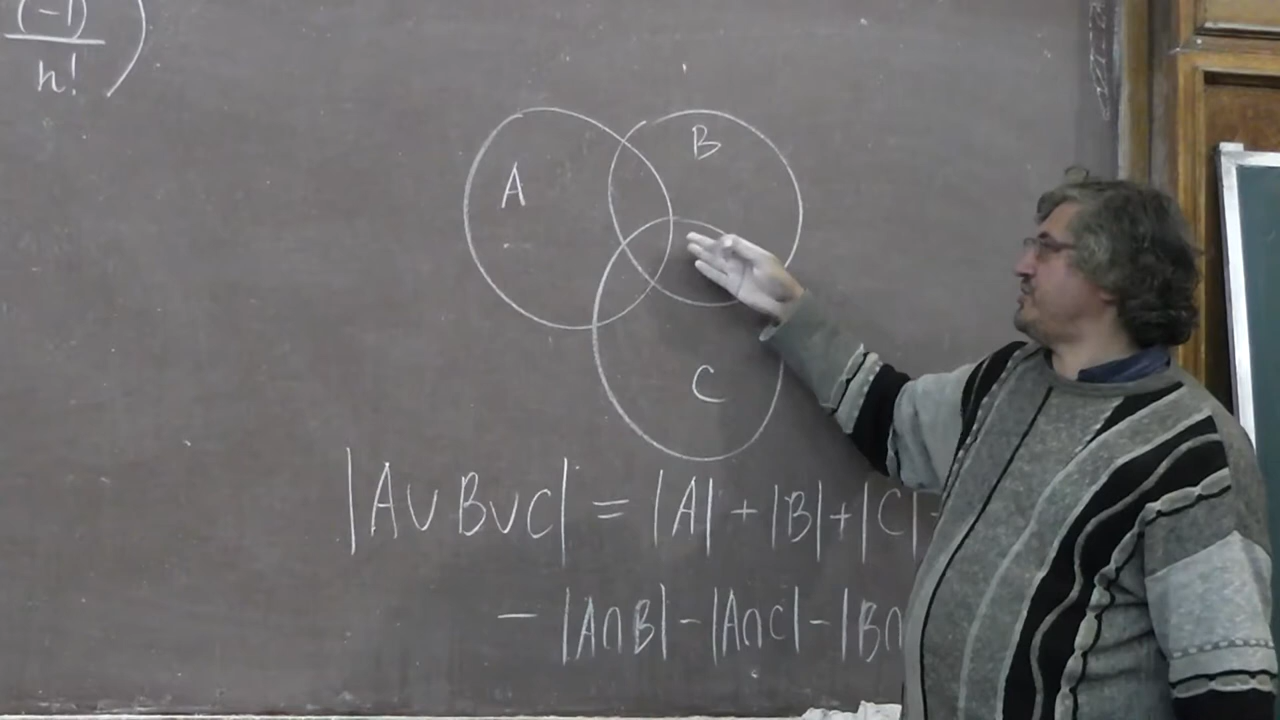 (-1)
n!
A
B
C
|A∪B∪C| = |A|+|B|+|C|
- |A∩B|-|A∩C|-|B∩